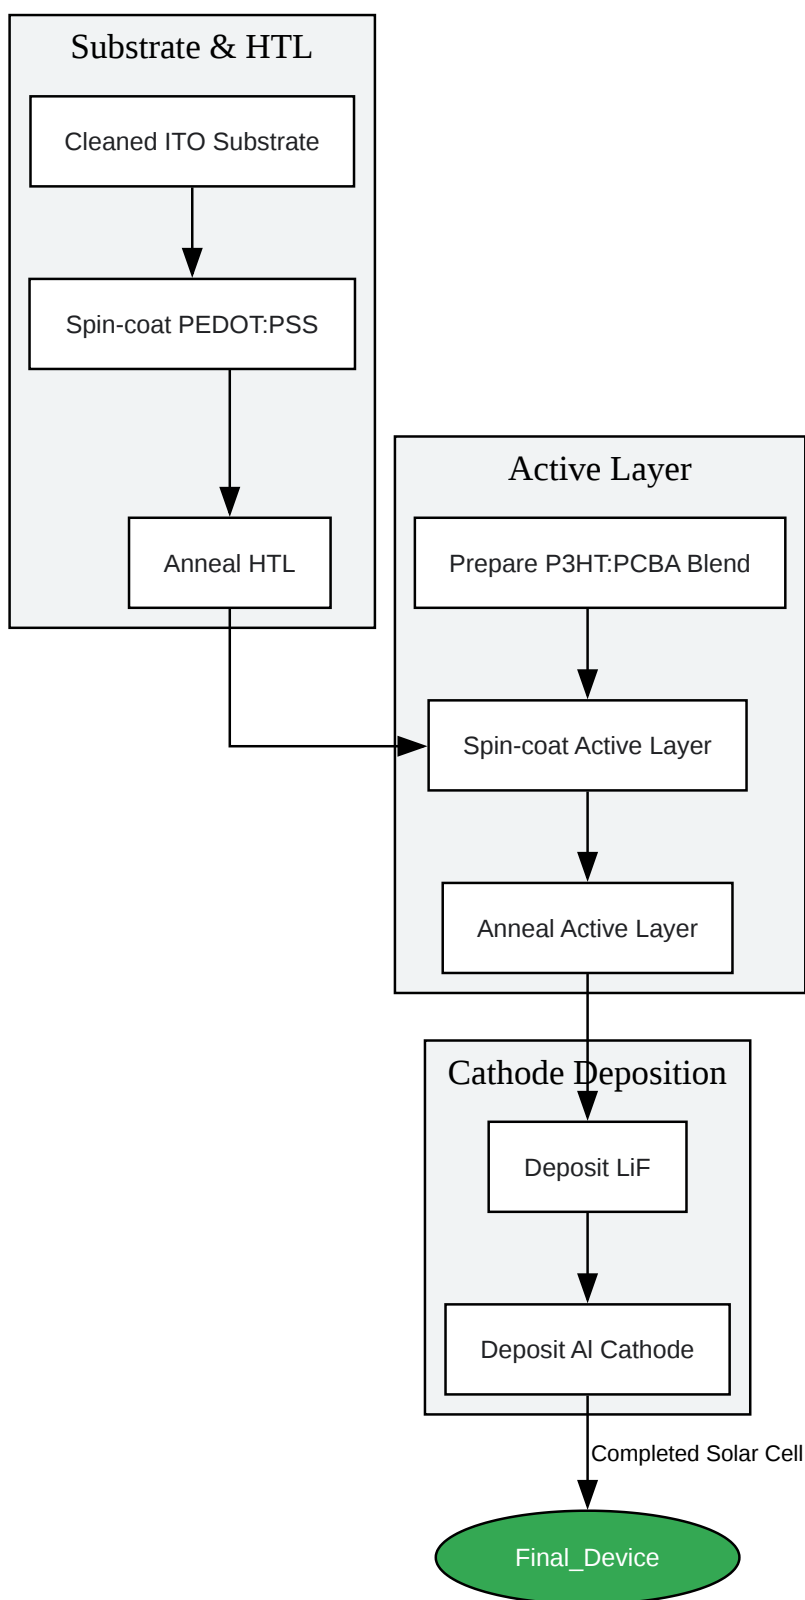 Substrate & HTL
Cleaned ITO Substrate
Spin-coat PEDOT:PSS
Anneal HTL
Active Layer
Prepare P3HT:PCBA Blend
Spin-coat Active Layer
Anneal Active Layer
Cathode Deposition
Deposit LiF
Deposit Al Cathode
Completed Solar Cell
Final_Device